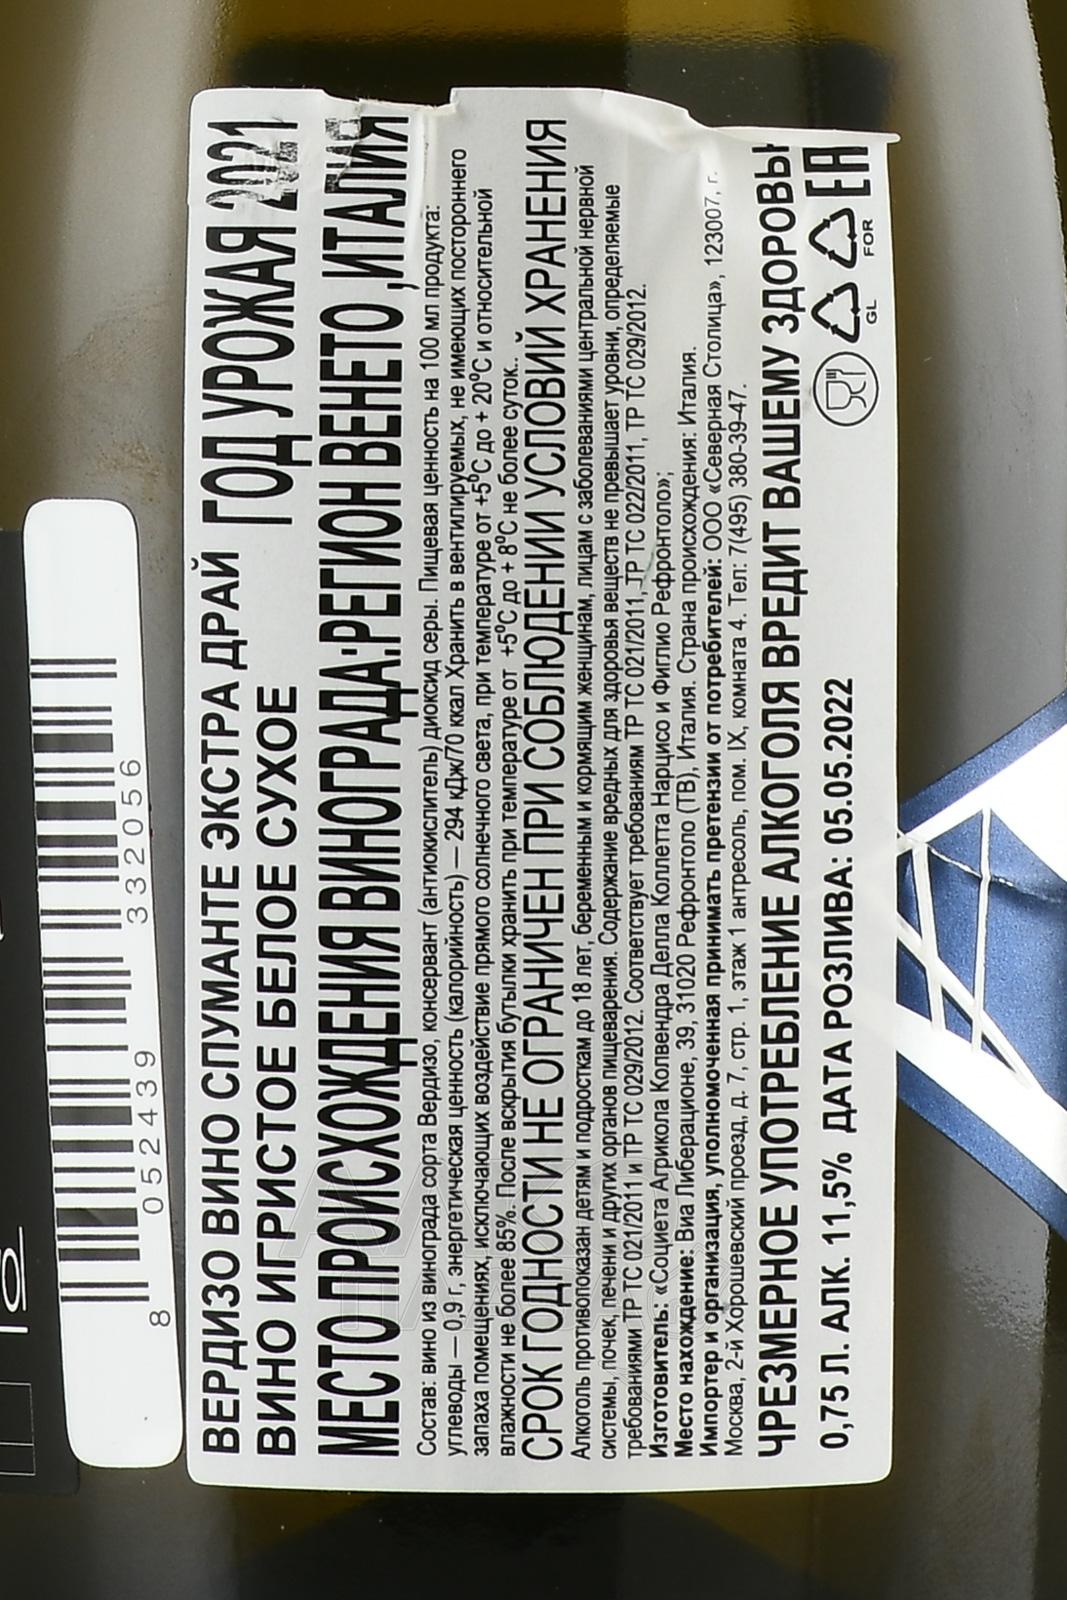 ВЕРДИЗО ВИНО СПУМАНТЕ ЭКСТРА ДРАЙ ГОД УРОЖАЯ 2021
ВИНО ИГРИСТОЕ БЕЛОЕ СУХОЕ
МЕСТО ПРОИСХОЖДЕНИЯ ВИНОГРАДА:РЕГИОН ВЕНЕТО ,ИТАЛИЯ
Состав: вино из винограда сорта Вердизо, консервант (антиокислитель) диоксид серы. Пищевая ценность на 100 мл продукта:
углеводы — 0,9 г, энергетическая ценность (калорийность) — 294 кДж/70 ккал Хранить в вентилируемых, не имеющих постороннего
запаха помещениях, исключающих воздействие прямого солнечного света, при температуре от +5⁰С до + 20⁰С и относительной
влажности не более 85%. После вскрытия бутылки хранить при температуре от +5⁰С до + 8⁰С не более суток.
СРОК ГОДНОСТИ НЕ ОГРАНИЧЕН ПРИ СОБЛЮДЕНИИ УСЛОВИЙ ХРАНЕНИЯ
Алкоголь противопоказан детям и подросткам до 18 лет, беременным и кормящим женщинам, лицам с заболеваниями центральной нервной
системы, почек, печени и других органов пищеварения. Содержание вредных для здоровья веществ не превышает уровни, определяемые
требованиями ТР ТС 021/2011 и ТР ТС 029/2012. Соответствует требованиям ТР ТС 021/2011, ТР ТС 022/2011, ТР ТС 029/2012.
Изготовитель: «Социета Агрикола Колвендра Делла Коллетта Нарцисо и Фиглио Рефронтоло»;
Место нахождение: Виа Либерационе, 39, 31020 Рефронтоло (ТВ), Италия. Страна происхождения: Италия.
Импортер и организация, уполномоченная принимать претензии от потребителей: ООО «Северная Столица», 123007, г.
Москва, 2-й Хорошевский проезд, д. 7, стр. 1, этаж 1 антресоль, пом. IX, комната 4. Тел: 7(495) 380-39-47.
ЧРЕЗМЕРНОЕ УПОТРЕБЛЕНИЕ АЛКОГОЛЯ ВРЕДИТ ВАШЕМУ ЗДОРОВЬ
0,75 Л. АЛК. 11,5% ДАТА РОЗЛИВА: 05.05.2022
GL FOR EAC
8 052439 332056